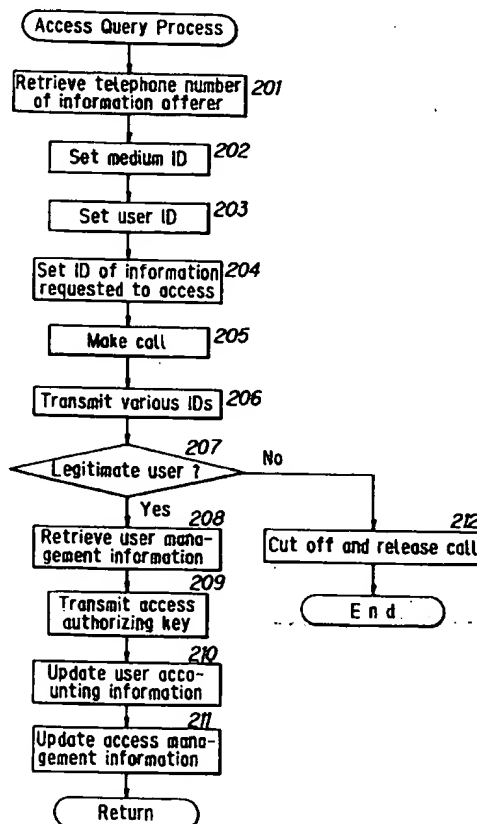 Access Query Process
Retrieve telephone number
of information offerer
201
Set medium ID
202
Set user ID
203
Set ID of information
requested to access
204
Make call
205
Transmit various IDs
206
207
Legitimate user ?
No
Yes
208
Retrieve user mana-
gement information
209
Transmit access
authorizing key
210
Update user acco-
unting information
211
Update access mana-
gement information
Return
212
Cut off and release call
End